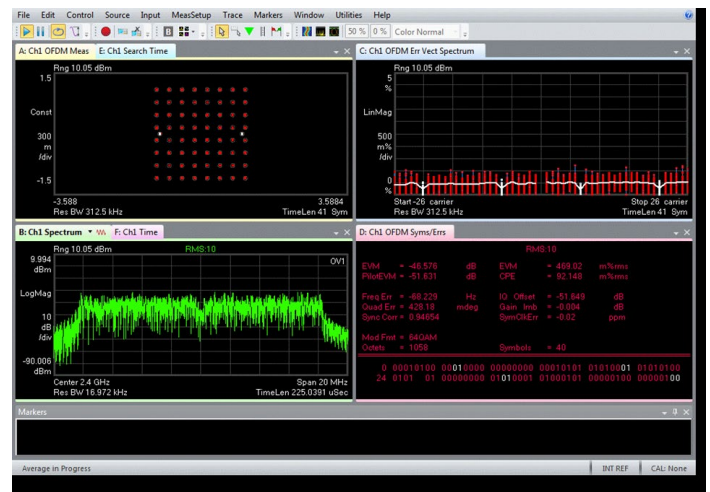 File Edit Control Source Input MeasSetup Trace Markers Window Utilities Help
50 % 0 % Color Normal
A: Ch1 OFDM Meas E: Ch1 Search Time
Rng 10.05 dBm
1.5
Const
300
m
/div
-1.5
-3.588 3.5884
Res BW 312.5 kHz TimeLen 41 Sym
C: Ch1 OFDM Err Vect Spectrum
Rng 10.05 dBm
5
%
LinMag
500
m%
/div
0
%
Start -26 carrier Stop 26 carrier
Res BW 312.5 kHz TimeLen 41 Sym
B: Ch1 Spectrum F: Ch1 Time
Rng 10.05 dBm RMS:10
9.994 OV1
dBm
LogMag
10
dB
/div
-90.006
dBm
Center 2.4 GHz Span 20 MHz
Res BW 16.972 kHz TimeLen 225.0391 uSec
D: Ch1 OFDM Syms/Errs
RMS:10
EVM = -46.576 dB EVM = 469.02 m%rms
PilotEVM = -51.631 dB CPE = 92.148 m%rms
Freq Err = -68.229 Hz IQ Offset = -51.649 dB
Quad Err = 428.18 mdeg Gain Imb = -0.004 dB
Sync Corr = 0.94654 SymClkErr = -0.02 ppm
Mod Fmt = 64QAM
Octets = 1058 Symbols = 40
0 00010100 00010000 00000000 00010101 01010001 01010100
24 0101 01 00000000 01010001 01000101 00000100 00000100
Markers
Average in Progress INT REF CAL: None